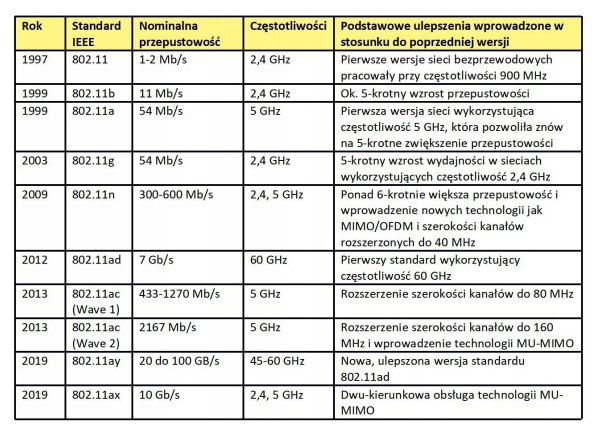 Rok Standard IEEE Nominalna przepustowość Częstotliwości Podstawowe ulepszenia wprowadzone w stosunku do poprzedniej wersji
1997 802.11 1-2 Mb/s 2,4 GHz Pierwsze wersje sieci bezprzewodowych
pracowały przy częstotliwości 900 MHz
1999 802.11b 11 Mb/s 2,4 GHz Ok. 5-krotny wzrost przepustowości
1999 802.11a 54 Mb/s 5 GHz Pierwsza wersja sieci wykorzystująca
częstotliwość 5 GHz, która pozwoliła znów
na 5-krotne zwiększenie przepustowości
2003 802.11g 54 Mb/s 2,4 GHz 5-krotny wzrost wydajności w sieciach
wykorzystujących częstotliwość 2,4 GHz
2009 802.11n 300-600 Mb/s 2,4, 5 GHz Ponad 6-krotnie większa przepustowość i
wprowadzenie nowych technologii jak
MIMO/OFDM i szerokości kanałów
rozszerzonych do 40 MHz
2012 802.11ad 7 Gb/s 60 GHz Pierwszy standard wykorzystujący
częstotliwość 60 GHz
2013 802.11ac 433-1270 Mb/s 5 GHz Rozszerzenie szerokości kanałów do 80 MHz
(Wave 1)
2013 802.11ac 2167 Mb/s 5 GHz Rozszerzenie szerokości kanałów do 160
(Wave 2) MHz i wprowadzenie technologii MU-MIMO
2019 802.11ay 20 do 100 GB/s 45-60 GHz Nowa, ulepszona wersja standardu
802.11ad
2019 802.11ax 10 Gb/s 2,4, 5 GHz Dwu-kierunkowa obsługa technologii MU-
MIMO